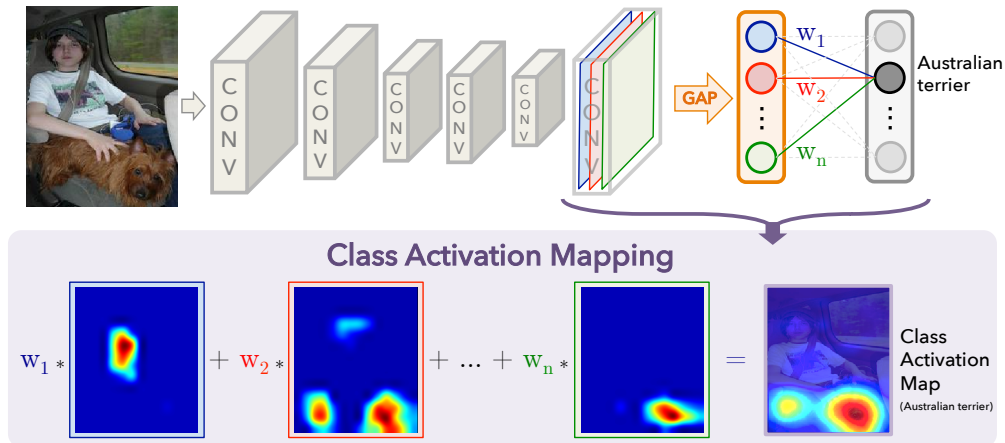 CONV
CONV
CONV
CONV
CONV
CONV
GAP
w1
w2
⋮
wn
⋮
Australian
terrier
Class Activation Mapping
w1 * + w2 * + ... + wn * =
Class
Activation
Map
(Australian terrier)